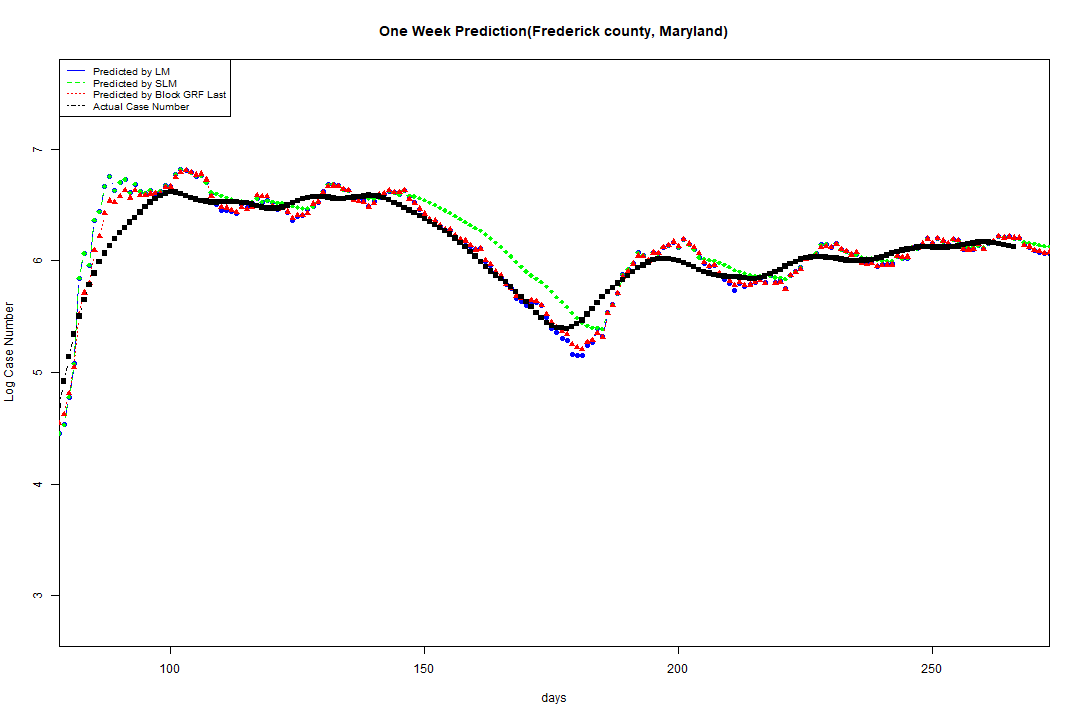 One Week Prediction(Frederick county, Maryland)
Predicted by LM
Predicted by SLM
Predicted by Block GRF Last
Actual Case Number
7
6
5
4
3
Log Case Number
100 150 200 250
days